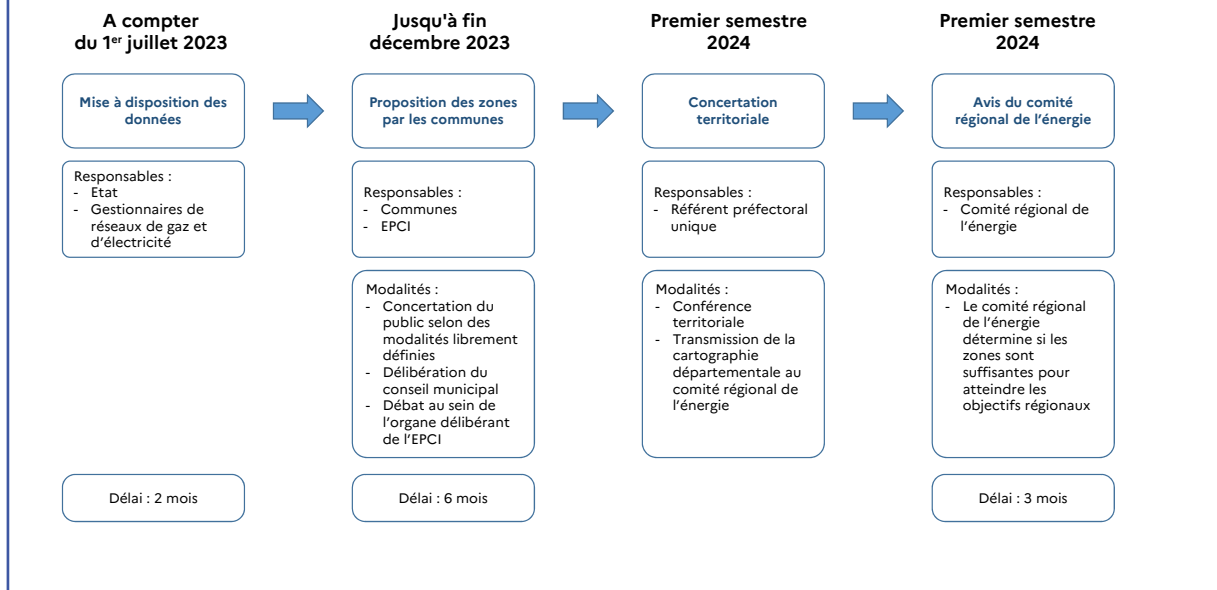 A compter
du 1er juillet 2023
Mise à disposition des
données
Responsables :
- Etat
- Gestionnaires de
réseaux de gaz et
d'électricité
Délai : 2 mois
Jusqu'à fin
décembre 2023
Proposition des zones
par les communes
Responsables :
- Communes
- EPCI
Modalités :
- Concertation du
public selon des
modalités librement
définies
- Délibération du
conseil municipal
- Débat au sein de
l'organe délibérant
de l'EPCI
Délai : 6 mois
Premier semestre
2024
Concertation
territoriale
Responsables :
- Référent préfectoral
unique
Modalités :
- Conférence
territoriale
- Transmission de la
cartographie
départementale au
comité régional de
l'énergie
Premier semestre
2024
Avis du comité
régional de l'énergie
Responsables :
- Comité régional de
l'énergie
Modalités :
- Le comité régional
de l'énergie
détermine si les
zones sont
suffisantes pour
atteindre les
objectifs régionaux
Délai : 3 mois